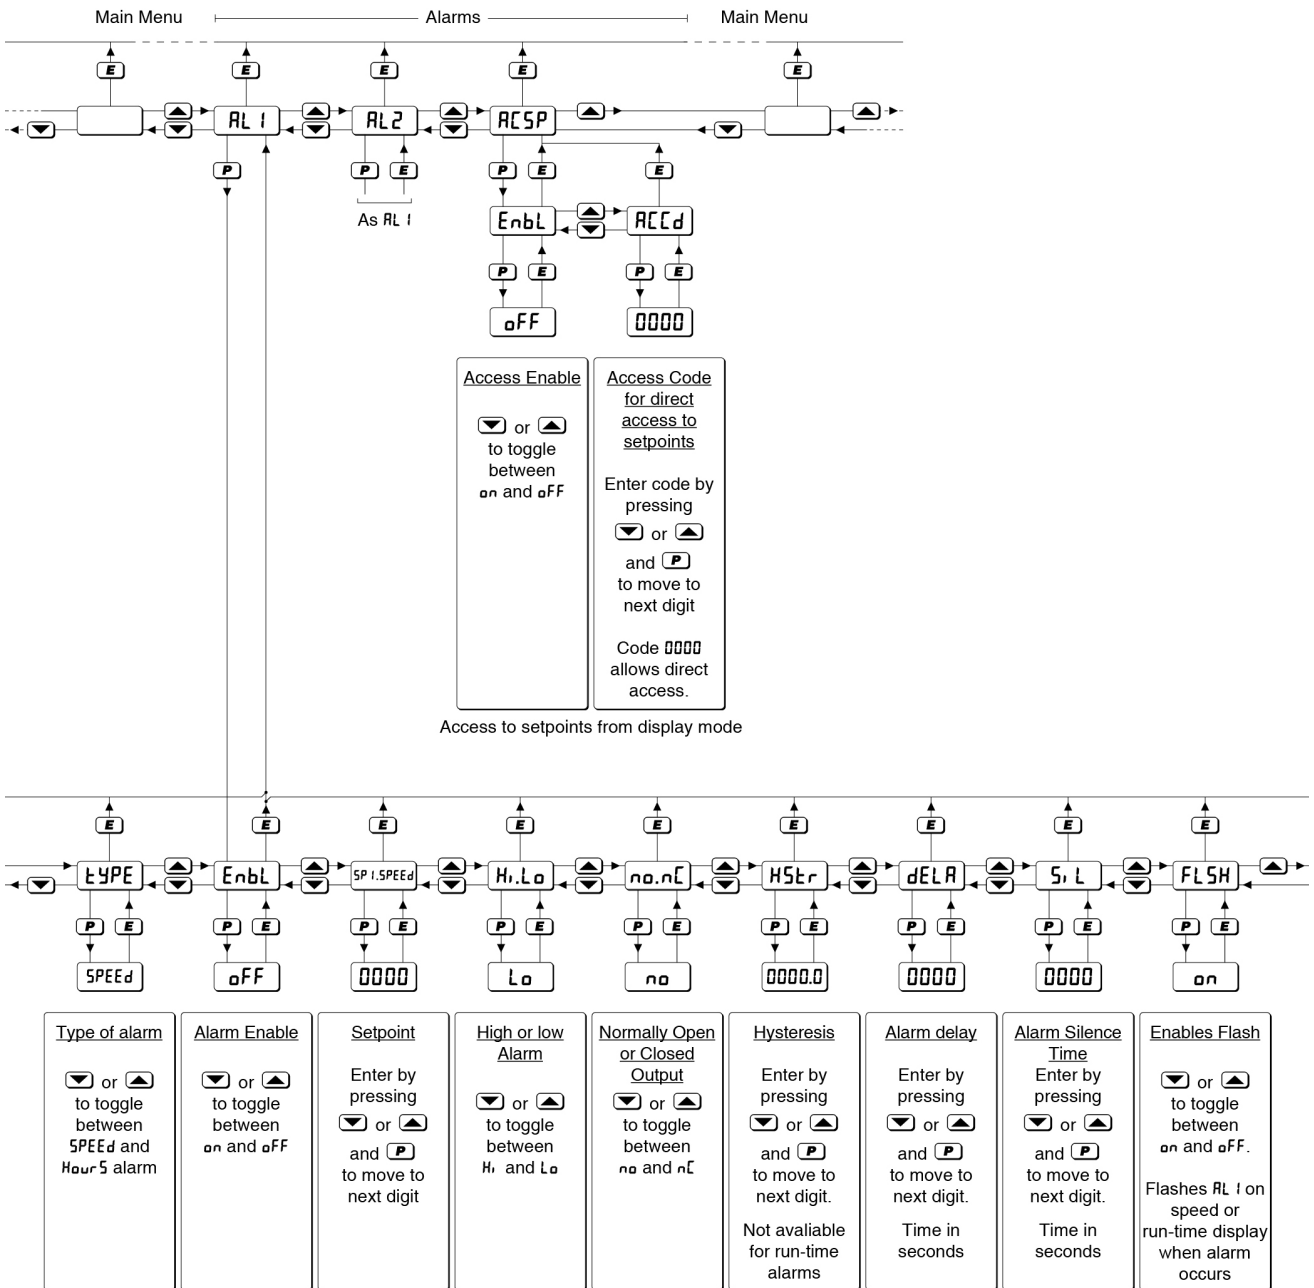 Main Menu Alarms Main Menu
E E E E
AL1 AL2 ACSP
P P E P E E
As AL1
EnbL ACCd
P E P E
oFF 0000
Access Enable
or
to toggle
between
on and oFF
Access Code
for direct
access to
setpoints
Enter code by
pressing
or
and P
to move to
next digit
Code 0000
allows direct
access.
Access to setpoints from display mode
E E E E E E E E E
tYPE EnbL SP1.SPEEd Hi.Lo no.nC HStr dELA SiL FLSH
P E P E P E P E P E P E P E P E P E
SPEEd oFF 0000 Lo no 0000.0 0000 0000 on
Type of alarm
or
to toggle
between
SPEEd and
HourS alarm
Alarm Enable
or
to toggle
between
on and oFF
Setpoint
Enter by
pressing
or
and P
to move to
next digit
High or low
Alarm
or
to toggle
between
Hi and Lo
Normally Open
or Closed
Output
or
to toggle
between
no and nC
Hysteresis
Enter by
pressing
or
and P
to move to
next digit.
Not avaliable
for run-time
alarms
Alarm delay
Enter by
pressing
or
and P
to move to
next digit.
Time in
seconds
Alarm Silence
Time
Enter by
pressing
or
and P
to move to
next digit.
Time in
seconds
Enables Flash
or
to toggle
between
on and oFF.
Flashes AL1 on
speed or
run-time display
when alarm
occurs